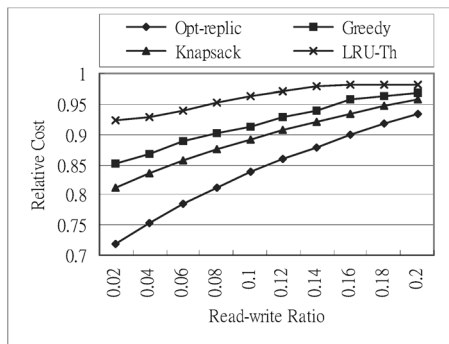 Opt-replic Greedy
Knapsack LRU-Th
1
0.95
0.9
0.85
0.8
0.75
0.7
Relative Cost
0.02 0.04 0.06 0.08 0.1 0.12 0.14 0.16 0.18 0.2
Read-write Ratio